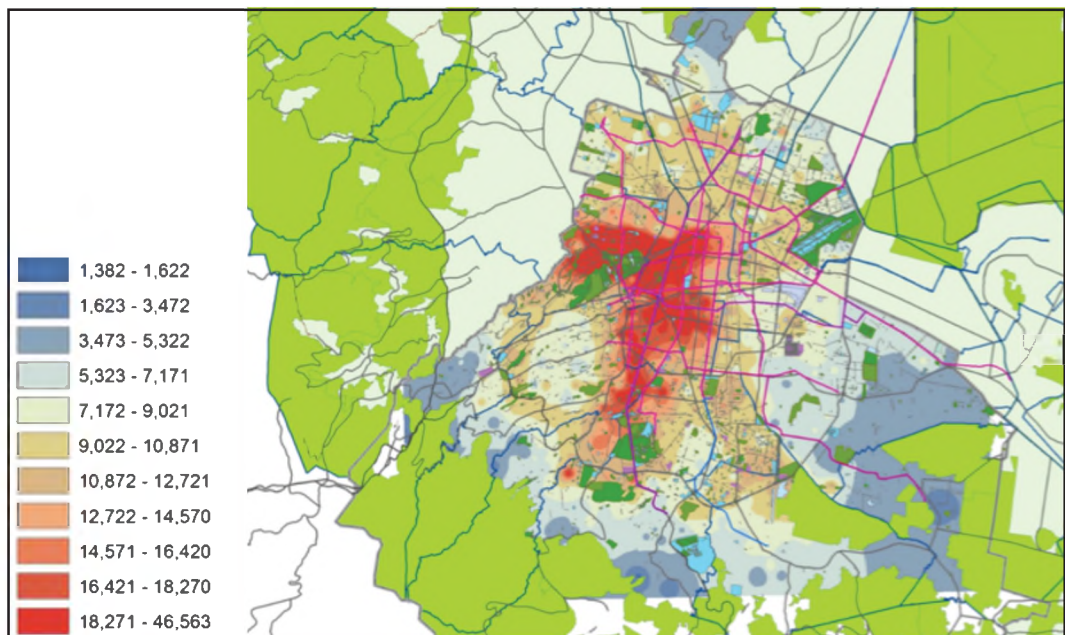 1,382 - 1,622
1,623 - 3,472
3,473 - 5,322
5,323 - 7,171
7,172 - 9,021
9,022 - 10,871
10,872 - 12,721
12,722 - 14,570
14,571 - 16,420
16,421 - 18,270
18,271 - 46,563